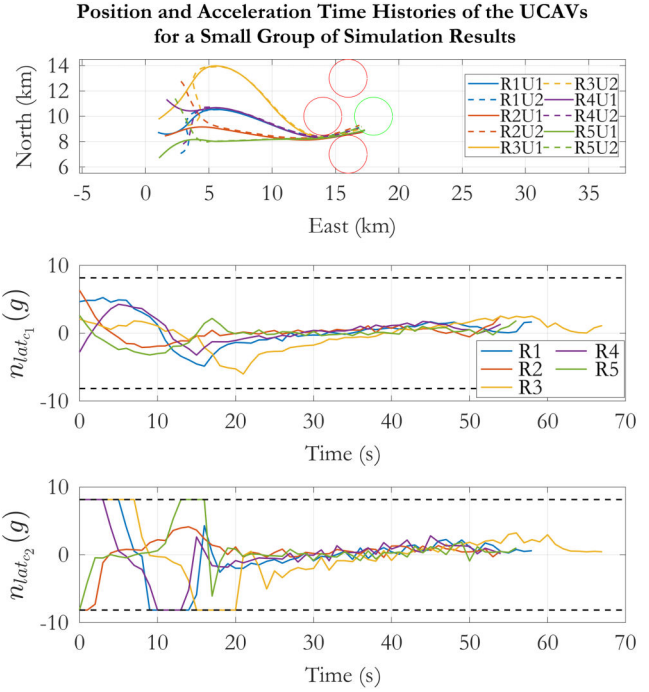 Position and Acceleration Time Histories of the UCAVs
for a Small Group of Simulation Results
North (km)
14
12
10
8
6
-5 0 5 10 15 20 25 30 35
East (km)
R1U1 R3U2
R1U2 R4U1
R2U1 R4U2
R2U2 R5U1
R3U1 R5U2
n_{lat_{c_1}} (g)
10
0
-10
0 10 20 30 40 50 60 70
Time (s)
R1 R4
R2 R5
R3
n_{lat_{c_2}} (g)
10
0
-10
0 10 20 30 40 50 60 70
Time (s)